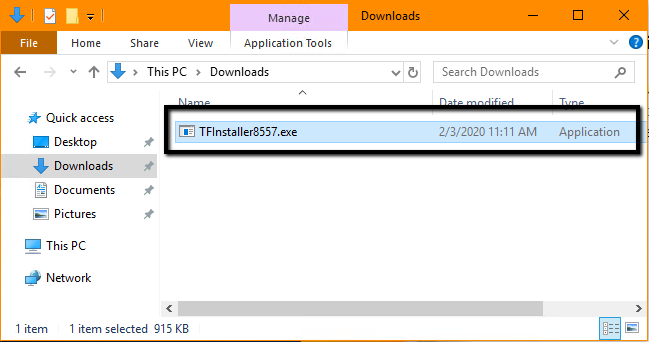 Manage
Downloads
File Home Share View Application Tools
This PC Downloads Search Downloads
Name Date modified Type
Quick access
TFInstaller8557.exe 2/3/2020 11:11 AM Application
Desktop
Downloads
Documents
Pictures
This PC
Network
1 item 1 item selected 915 KB